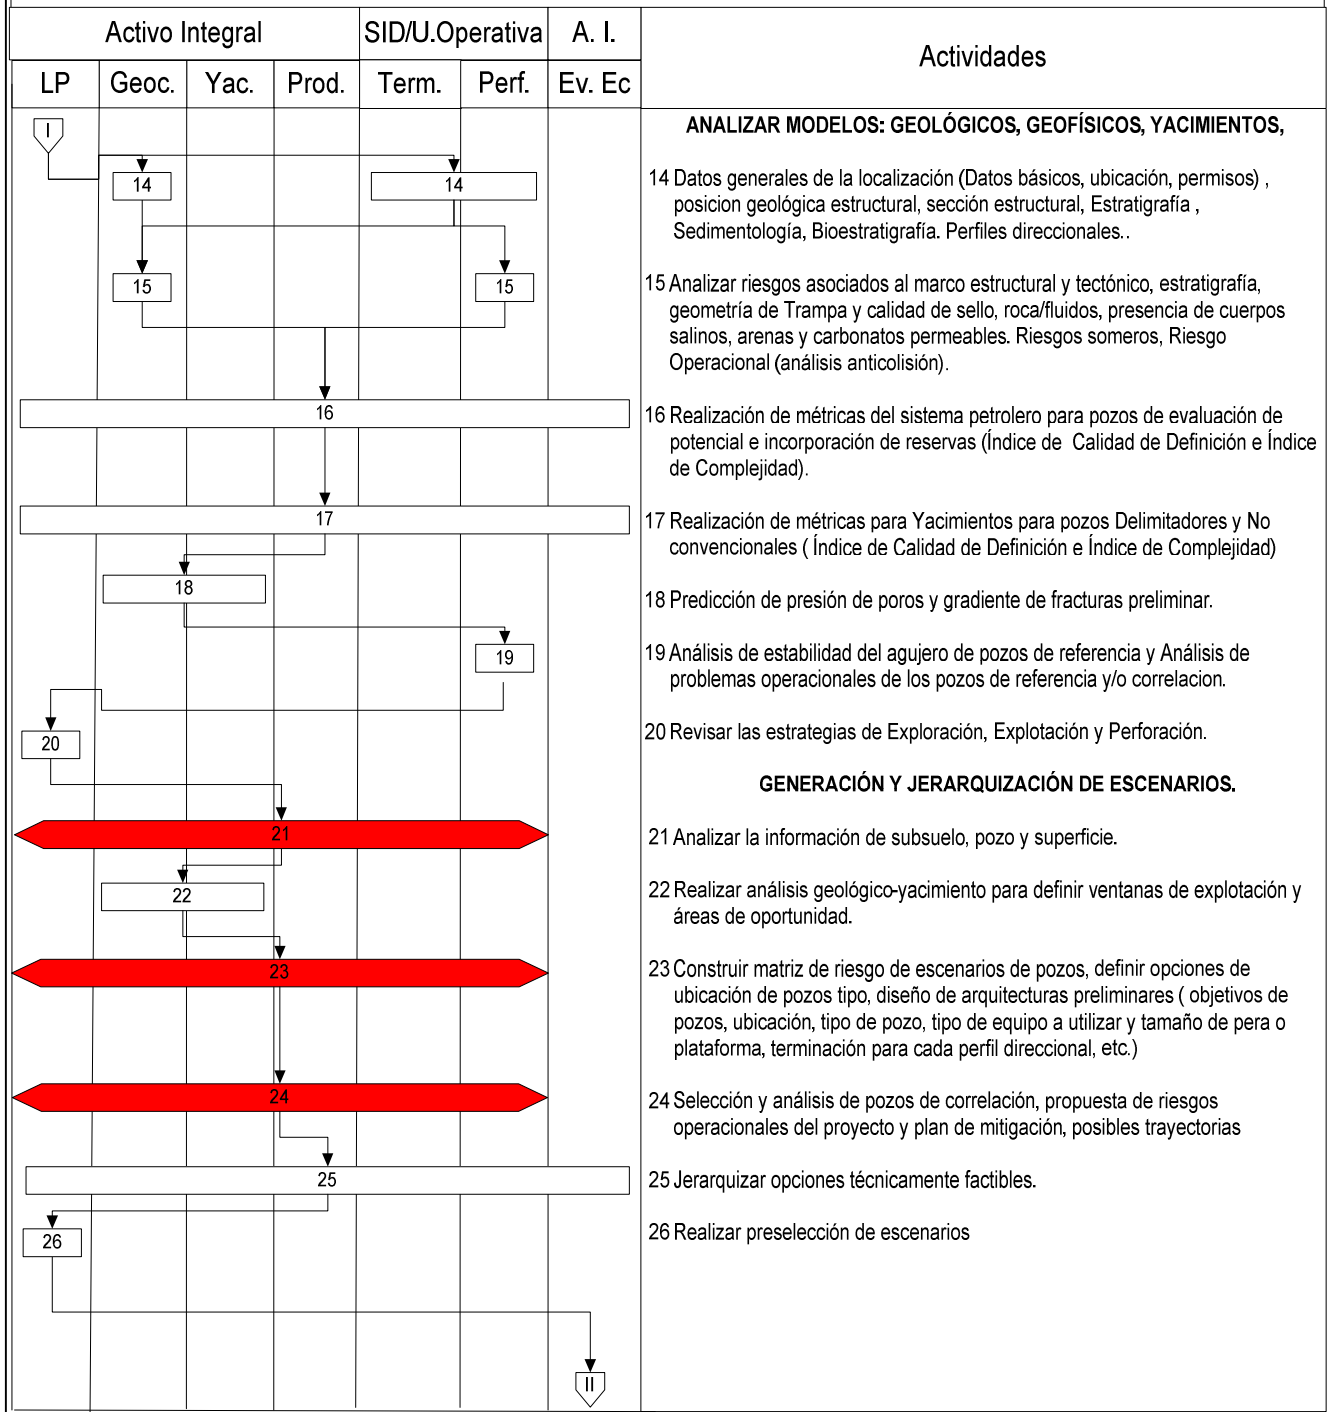 Activo Integral SID/U.Operativa A. I. Actividades
LP Geoc. Yac. Prod. Term. Perf. Ev. Ec
I
14 14
15 15
16
17
18
19
20
21
22
23
24
25
26
II
ANALIZAR MODELOS: GEOLÓGICOS, GEOFÍSICOS, YACIMIENTOS,
14 Datos generales de la localización (Datos básicos, ubicación, permisos) ,
posicion geológica estructural, sección estructural, Estratigrafía ,
Sedimentología, Bioestratigrafía. Perfiles direccionales..
15 Analizar riesgos asociados al marco estructural y tectónico, estratigrafía,
geometría de Trampa y calidad de sello, roca/fluidos, presencia de cuerpos
salinos, arenas y carbonatos permeables. Riesgos someros, Riesgo
Operacional (análisis anticolisión).
16 Realización de métricas del sistema petrolero para pozos de evaluación de
potencial e incorporación de reservas (Índice de Calidad de Definición e Índice
de Complejidad).
17 Realización de métricas para Yacimientos para pozos Delimitadores y No
convencionales ( Índice de Calidad de Definición e Índice de Complejidad)
18 Predicción de presión de poros y gradiente de fracturas preliminar.
19 Análisis de estabilidad del agujero de pozos de referencia y Análisis de
problemas operacionales de los pozos de referencia y/o correlacion.
20 Revisar las estrategias de Exploración, Explotación y Perforación.
GENERACIÓN Y JERARQUIZACIÓN DE ESCENARIOS.
21 Analizar la información de subsuelo, pozo y superficie.
22 Realizar análisis geológico-yacimiento para definir ventanas de explotación y
áreas de oportunidad.
23 Construir matriz de riesgo de escenarios de pozos, definir opciones de
ubicación de pozos tipo, diseño de arquitecturas preliminares ( objetivos de
pozos, ubicación, tipo de pozo, tipo de equipo a utilizar y tamaño de pera o
plataforma, terminación para cada perfil direccional, etc.)
24 Selección y análisis de pozos de correlación, propuesta de riesgos
operacionales del proyecto y plan de mitigación, posibles trayectorias
25 Jerarquizar opciones técnicamente factibles.
26 Realizar preselección de escenarios